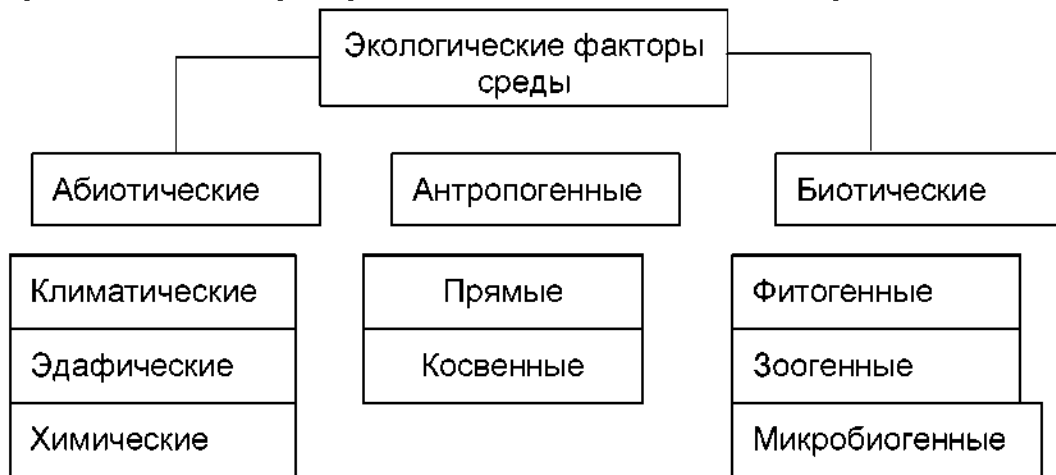 Экологические факторы
среды
Абиотические
Антропогенные
Биотические
Климатические
Прямые
Фитогенные
Эдафические
Косвенные
Зоогенные
Химические
Микробиогенные